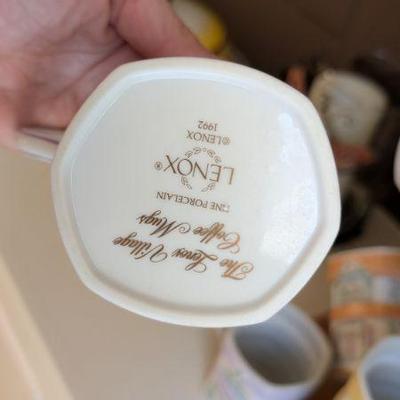 The Lenox Village
Coffee Mugs
FINE PORCELAIN
LENOX®
© LENOX
1992